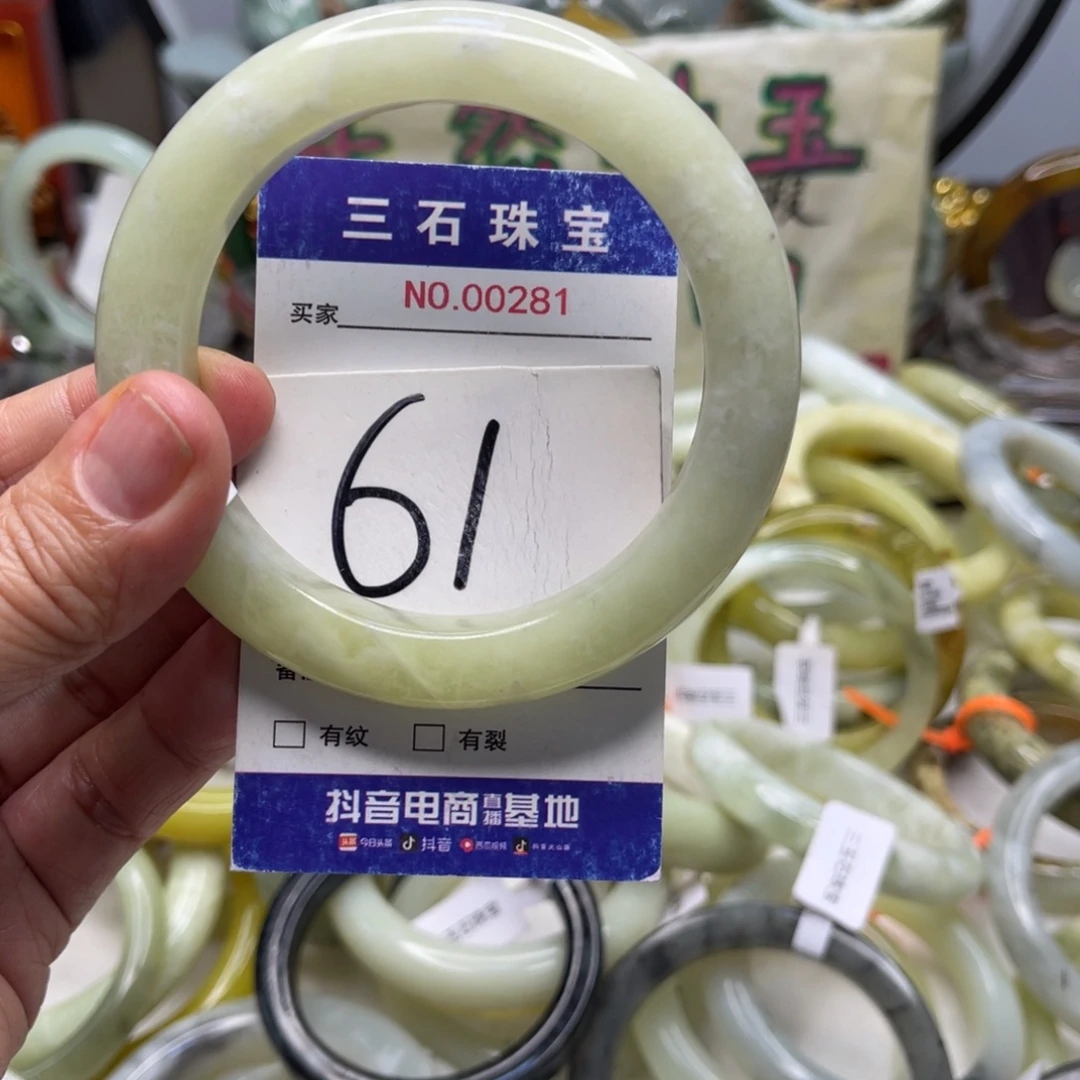 玉
三石珠宝
NO.00281
买家
61
有纹 有裂
抖音电商直播基地
今日头条 抖音 西瓜视频 抖音火山版